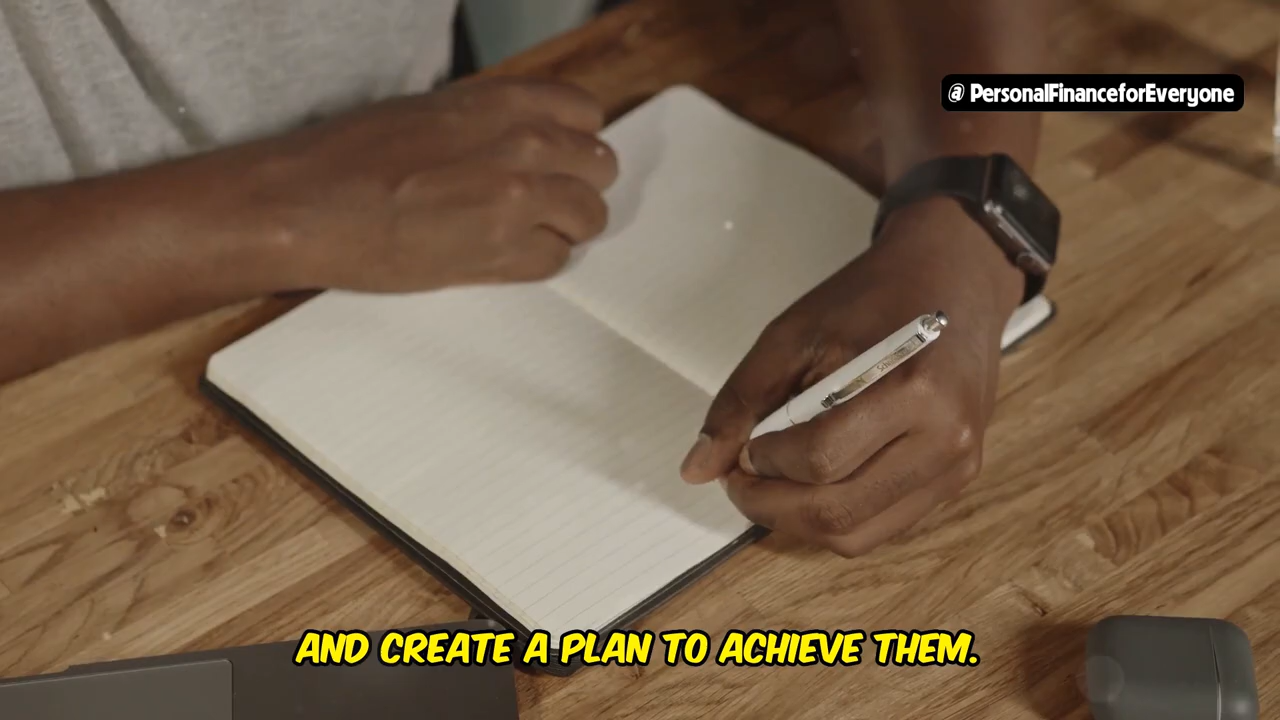 @ PersonalFinanceforEveryone
AND CREATE A PLAN TO ACHIEVE THEM.